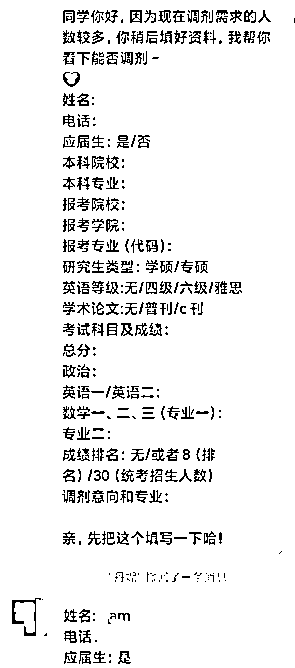 同学你好，因为现在调剂需求的人
数较多，你稍后填好资料，我帮你
看下能否调剂~
姓名：
电话：
应届生：是/否
本科院校：
本科专业：
报考院校：
报考学院：
报考专业（代码）：
研究生类型：学硕/专硕
英语等级:无/四级/六级/雅思
学术论文:无/普刊/c刊
考试科目及成绩：
总分：
政治：
英语一/英语二：
数学一、二、三（专业一）：
专业二：
成绩排名：无/或者8（排
名）/30（统考招生人数）
调剂意向和专业：
亲，先把这个填写一下哈！
姓名：am
电话.
应届生：是